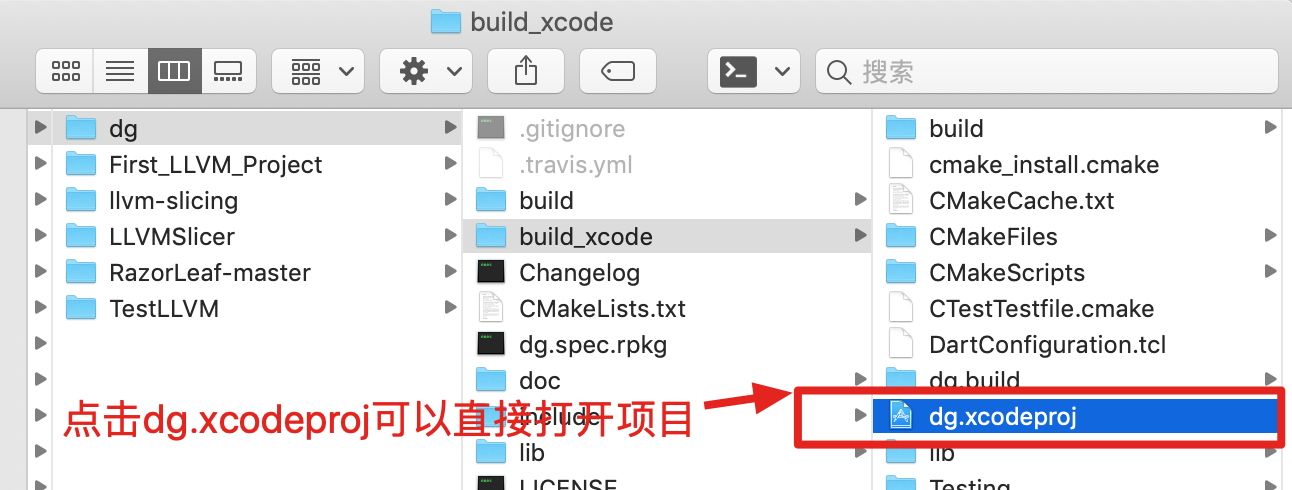 build_xcode
搜索
dg
First_LLVM_Project
llvm-slicing
LLVMSlicer
RazorLeaf-master
TestLLVM
.gitignore
.travis.yml
build
build_xcode
Changelog
CMakeLists.txt
dg.spec.rpkg
doc
include
lib
LICENSE
build
cmake_install.cmake
CMakeCache.txt
CMakeFiles
CMakeScripts
CTestTestfile.cmake
DartConfiguration.tcl
dg.build
dg.xcodeproj
lib
Testing
点击dg.xcodeproj可以直接打开项目